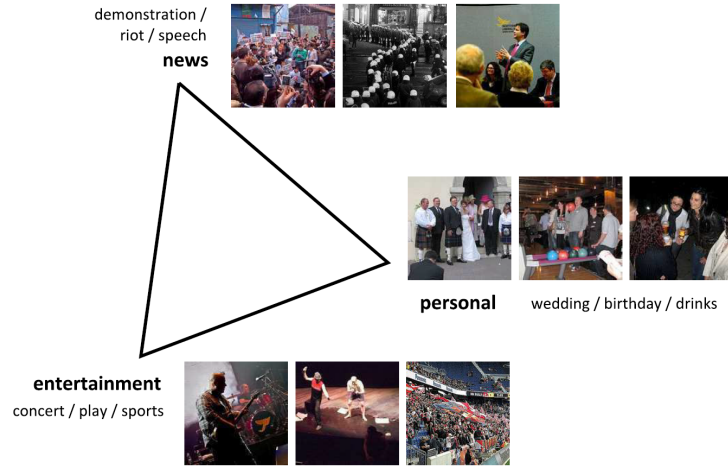 demonstration /
riot / speech
news
personal
wedding / birthday / drinks
entertainment
concert / play / sports